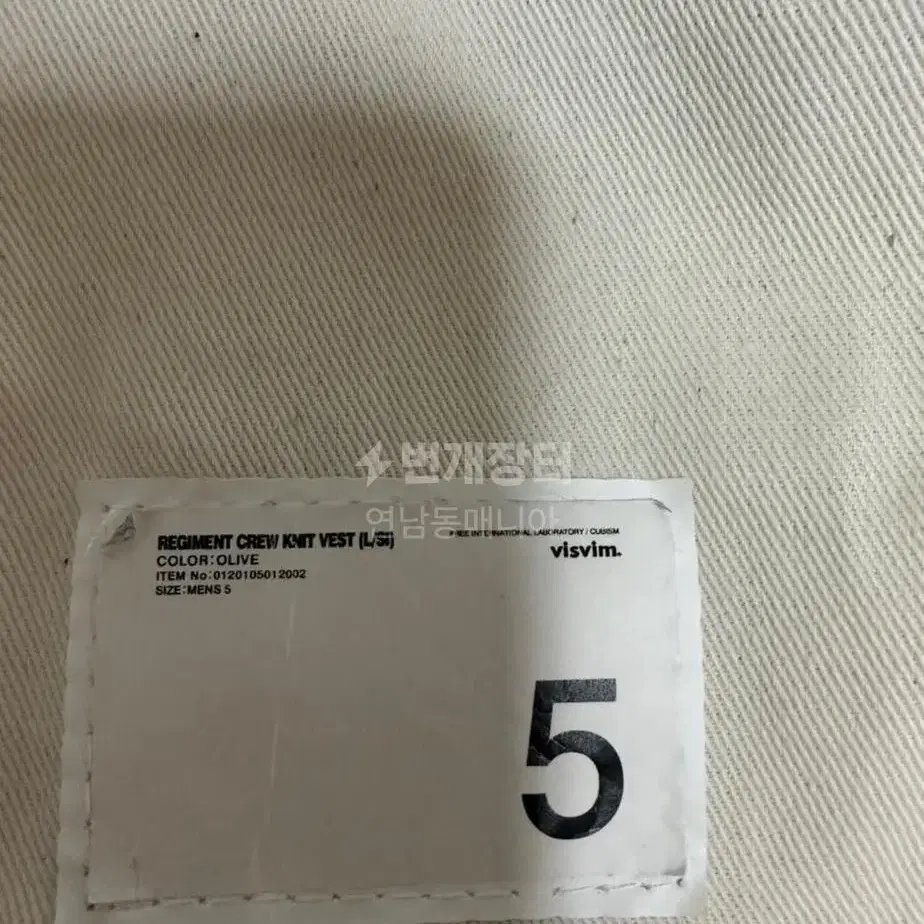 번개장터
연남동매니아
REGIMENT CREW KNIT VEST (L/Si)
COLOR:OLIVE
ITEM No:0120105012002
SIZE:MENS 5
FREE INTERNATIONAL LABORATORY / CUBISM
visvim.
5